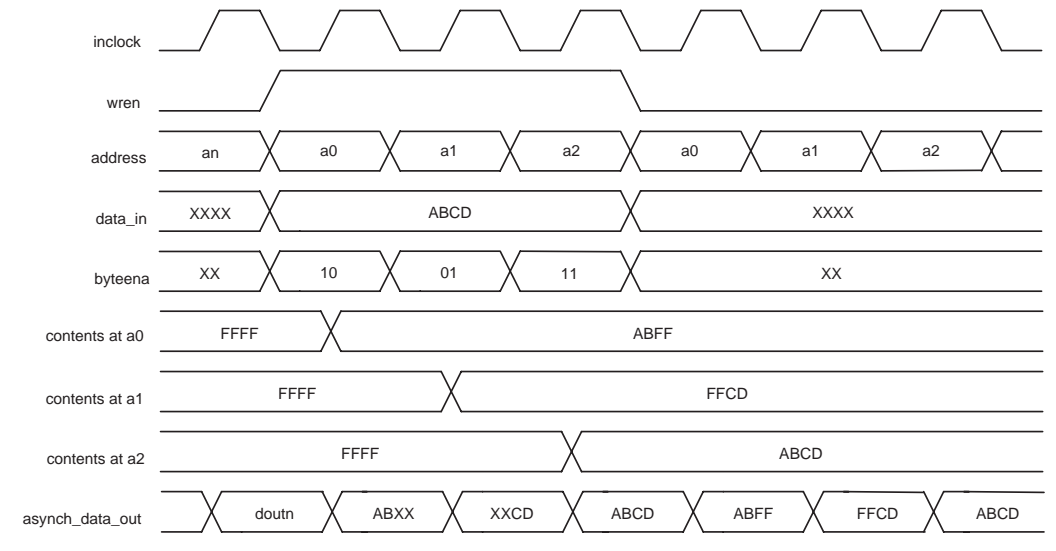 inclock
wren
address an a0 a1 a2 a0 a1 a2
data_in XXXX ABCD XXXX
byteena XX 10 01 11 XX
contents at a0 FFFF ABFF
contents at a1 FFFF FFCD
contents at a2 FFFF ABCD
asynch_data_out doutn ABXX XXCD ABCD ABFF FFCD ABCD